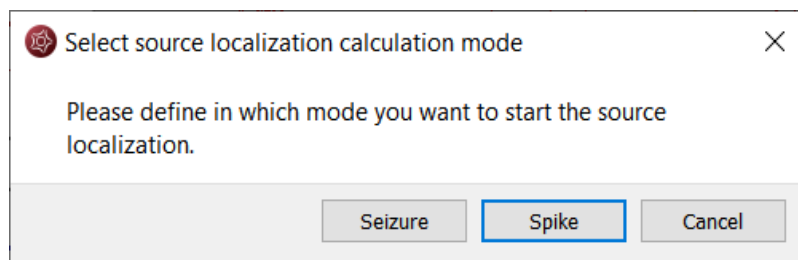 Select source localization calculation mode
Please define in which mode you want to start the source
localization.
Seizure Spike Cancel